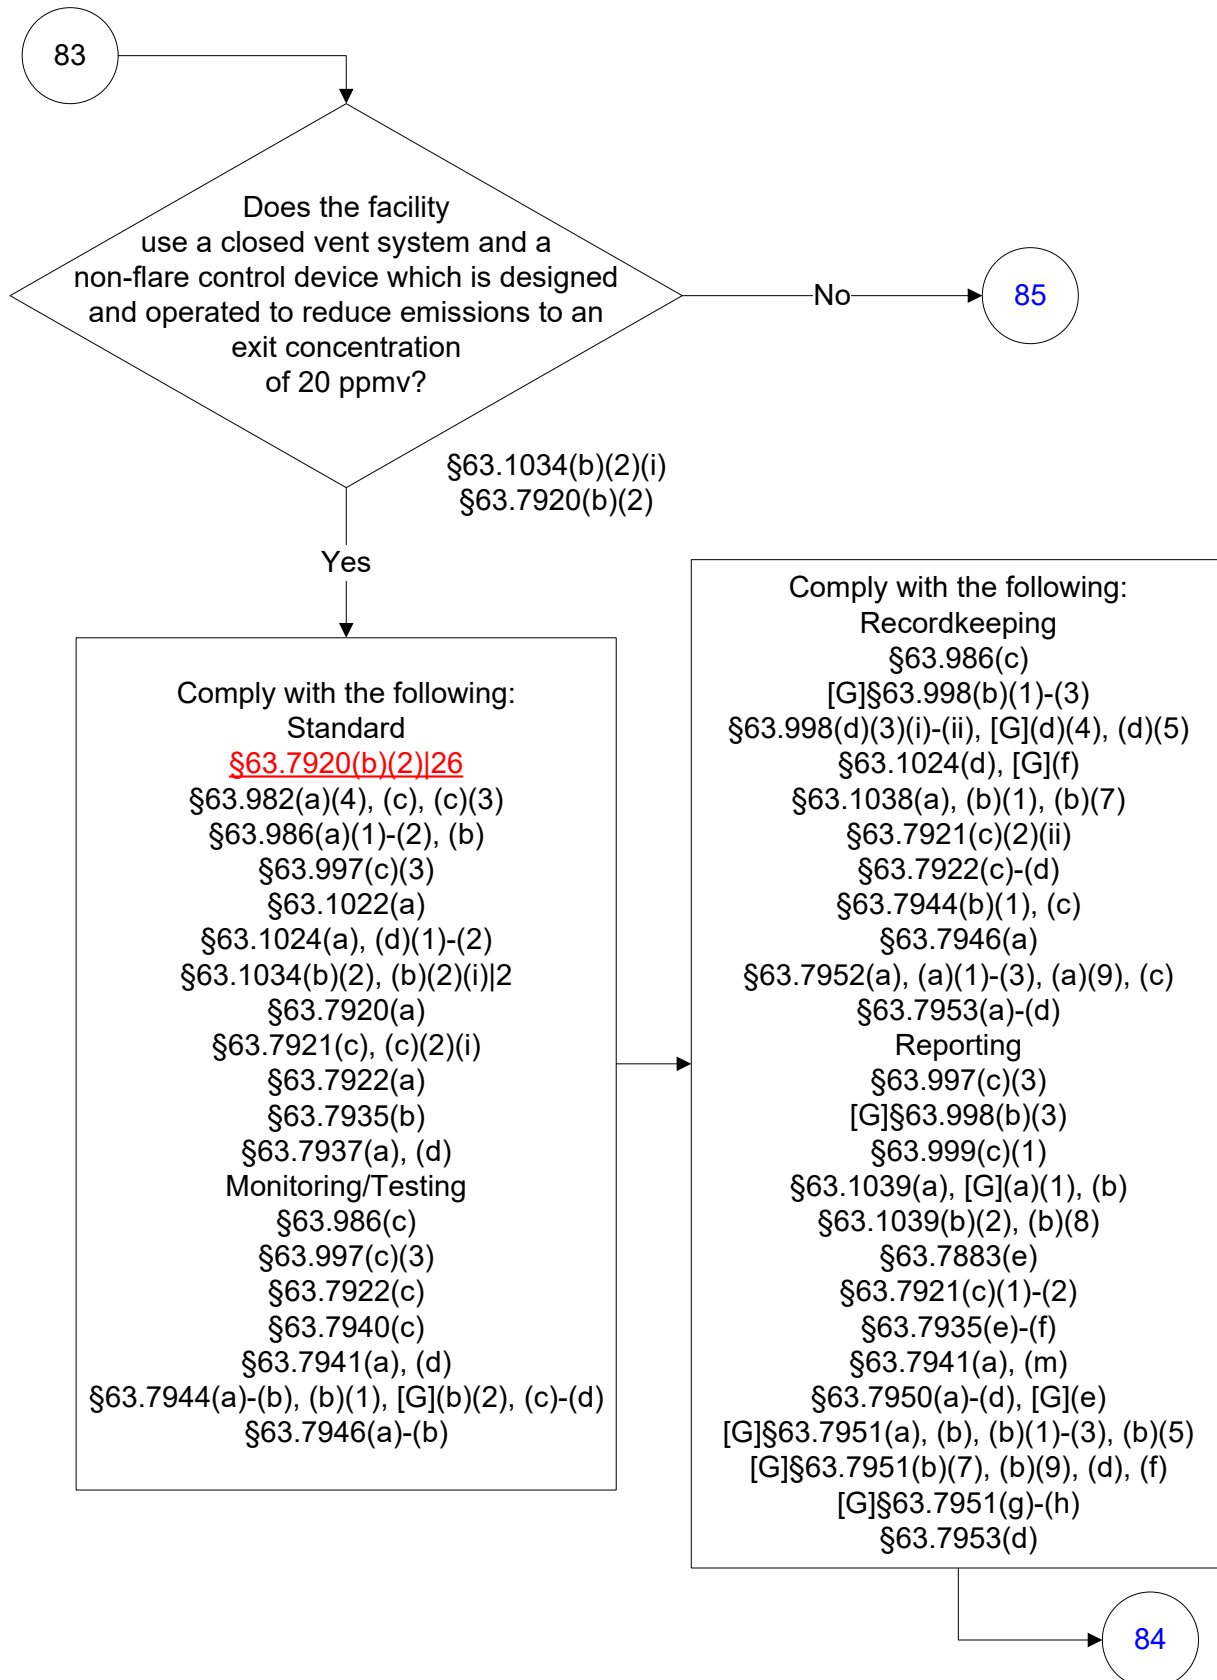 83
Does the facility
use a closed vent system and a
non-flare control device which is designed
and operated to reduce emissions to an
exit concentration
of 20 ppmv?
No
85
§63.1034(b)(2)(i)
§63.7920(b)(2)
Yes
Comply with the following:
Standard
§63.7920(b)(2)|26
§63.982(a)(4), (c), (c)(3)
§63.986(a)(1)-(2), (b)
§63.997(c)(3)
§63.1022(a)
§63.1024(a), (d)(1)-(2)
§63.1034(b)(2), (b)(2)(i)|2
§63.7920(a)
§63.7921(c), (c)(2)(i)
§63.7922(a)
§63.7935(b)
§63.7937(a), (d)
Monitoring/Testing
§63.986(c)
§63.997(c)(3)
§63.7922(c)
§63.7940(c)
§63.7941(a), (d)
§63.7944(a)-(b), (b)(1), [G](b)(2), (c)-(d)
§63.7946(a)-(b)
Comply with the following:
Recordkeeping
§63.986(c)
[G]§63.998(b)(1)-(3)
§63.998(d)(3)(i)-(ii), [G](d)(4), (d)(5)
§63.1024(d), [G](f)
§63.1038(a), (b)(1), (b)(7)
§63.7921(c)(2)(ii)
§63.7922(c)-(d)
§63.7944(b)(1), (c)
§63.7946(a)
§63.7952(a), (a)(1)-(3), (a)(9), (c)
§63.7953(a)-(d)
Reporting
§63.997(c)(3)
[G]§63.998(b)(3)
§63.999(c)(1)
§63.1039(a), [G](a)(1), (b)
§63.1039(b)(2), (b)(8)
§63.7883(e)
§63.7921(c)(1)-(2)
§63.7935(e)-(f)
§63.7941(a), (m)
§63.7950(a)-(d), [G](e)
[G]§63.7951(a), (b), (b)(1)-(3), (b)(5)
[G]§63.7951(b)(7), (b)(9), (d), (f)
[G]§63.7951(g)-(h)
§63.7953(d)
84